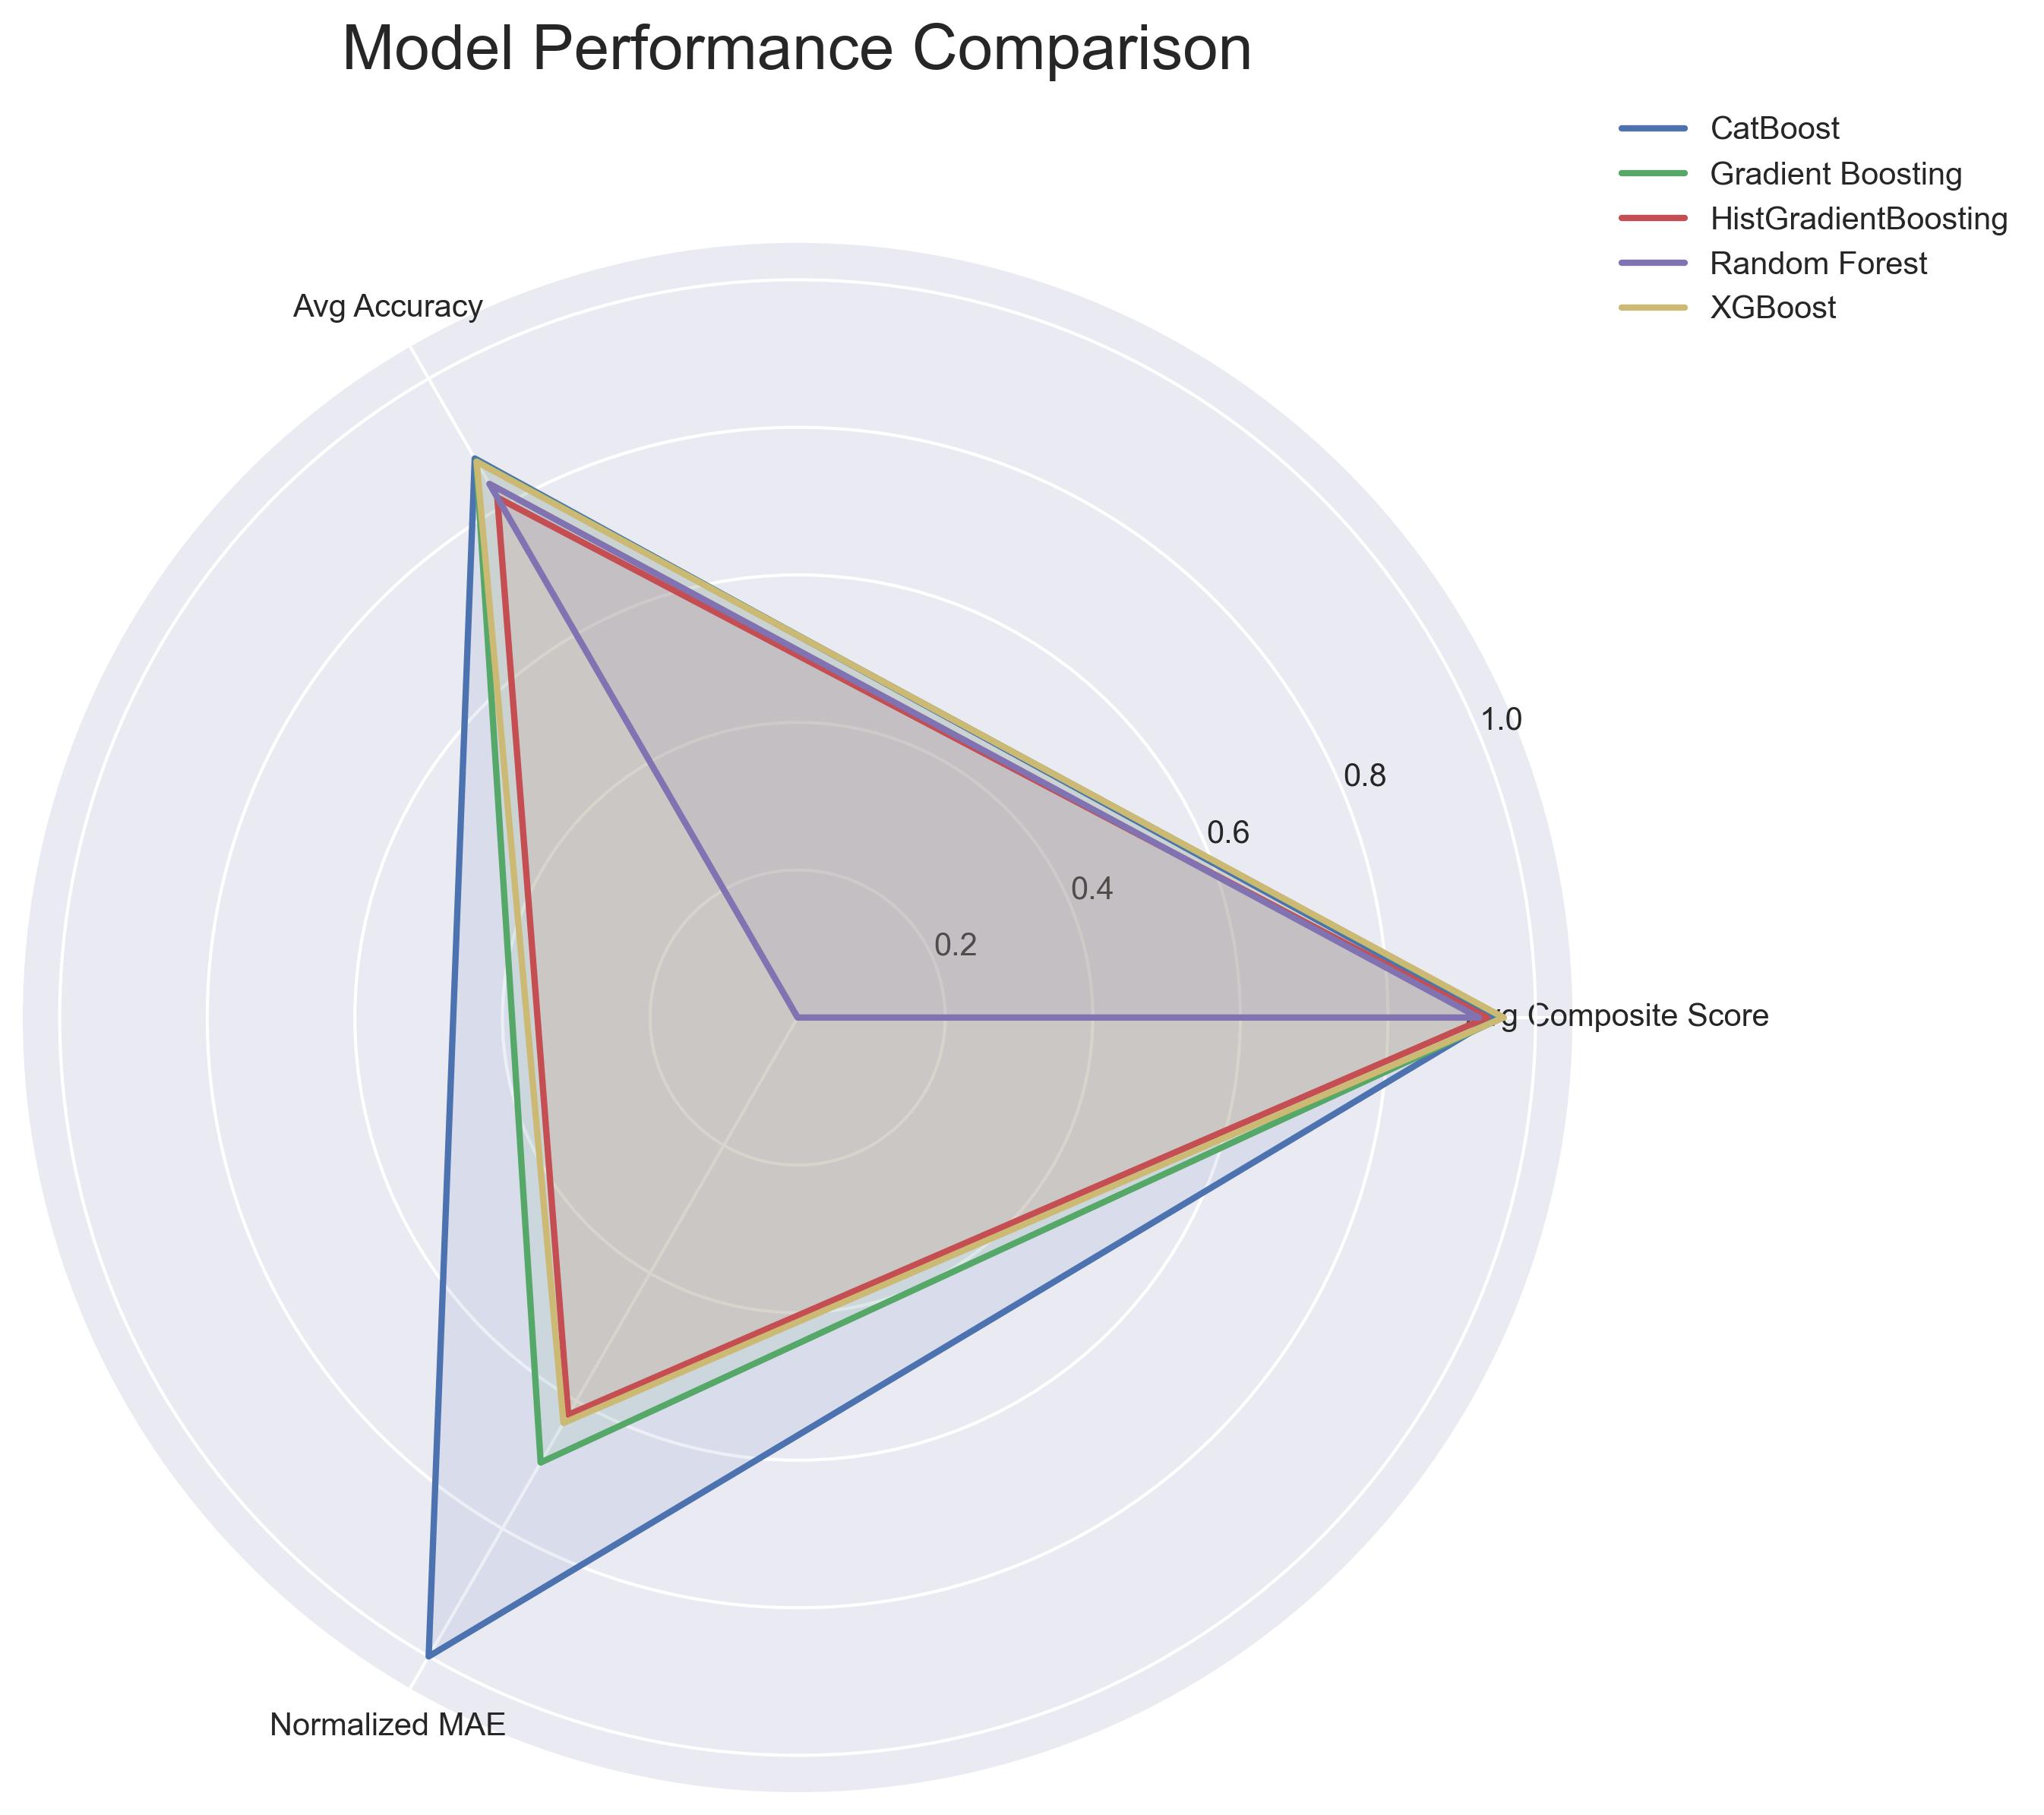 Model Performance Comparison
CatBoost
Gradient Boosting
HistGradientBoosting
Random Forest
XGBoost
Avg Accuracy
1.0
0.8
0.6
0.4
0.2
Composite Score
Normalized MAE